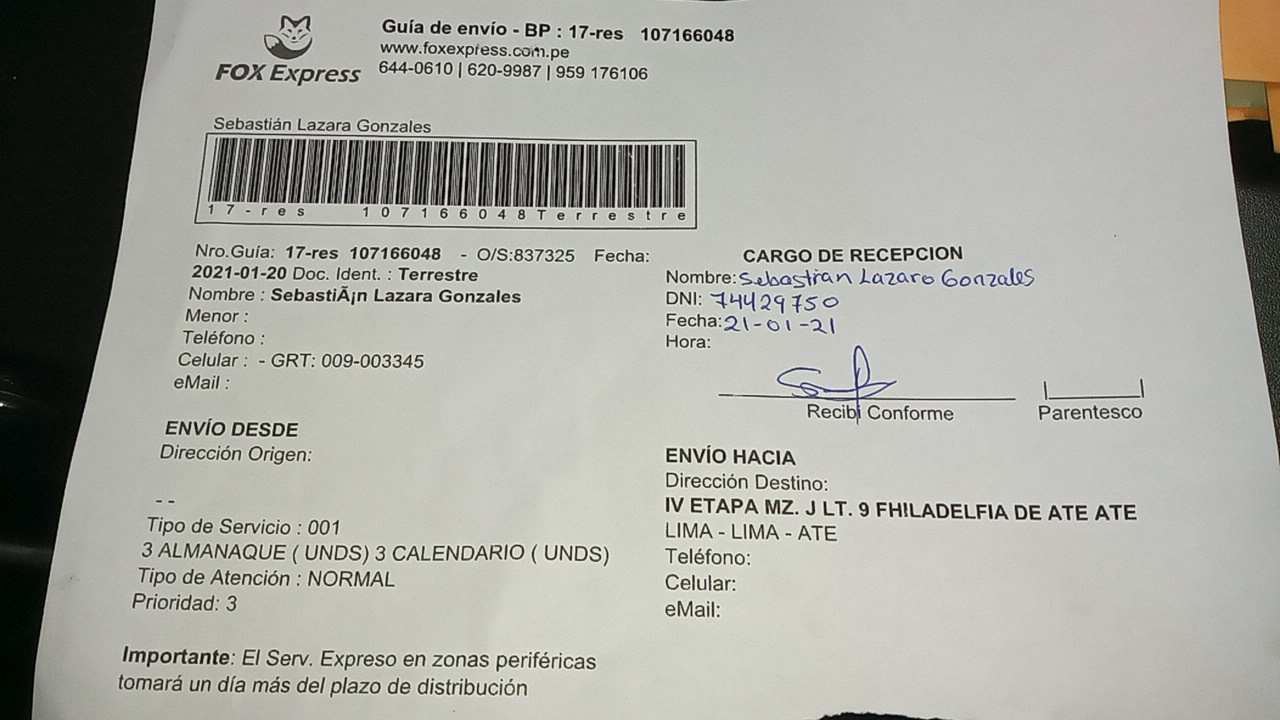 FOX Express
Guía de envío - BP : 17-res 107166048
www.foxexpress.com.pe
644-0610 | 620-9987 | 959 176106
Sebastián Lazara Gonzales
17-res 107166048Terrestre
Nro.Guía: 17-res 107166048 - O/S:837325 Fecha:
2021-01-20 Doc. Ident. : Terrestre
Nombre : SebastiÃ¡n Lazara Gonzales
Menor :
Teléfono :
Celular : - GRT: 009-003345
eMail :
CARGO DE RECEPCION
Nombre: Sebastian Lazaro Gonzales
DNI: 74429750
Fecha: 21-01-21
Hora:
Recibi Conforme
Parentesco
ENVÍO DESDE
Dirección Origen:
- -
Tipo de Servicio : 001
3 ALMANAQUE ( UNDS) 3 CALENDARIO ( UNDS)
Tipo de Atención : NORMAL
Prioridad: 3
ENVÍO HACIA
Dirección Destino:
IV ETAPA MZ. J LT. 9 FHILADELFIA DE ATE ATE
LIMA - LIMA - ATE
Teléfono:
Celular:
eMail:
Importante: El Serv. Expreso en zonas periféricas
tomará un día más del plazo de distribución